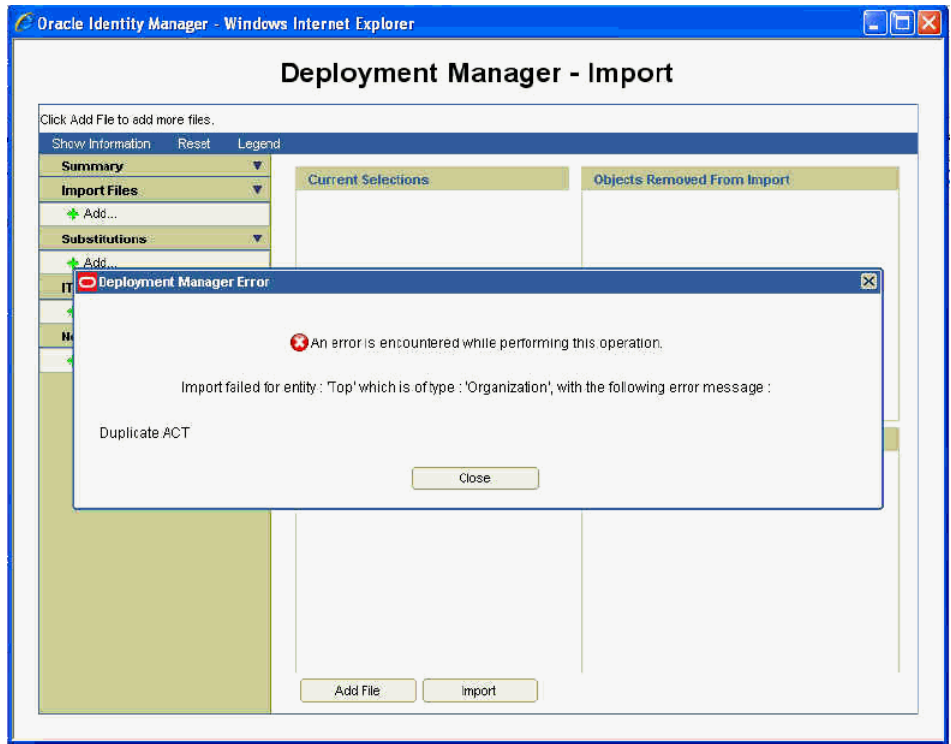 Oracle Identity Manager - Windows Internet Explorer
Deployment Manager - Import
Click Add File to add more files.
Show Information Reset Legend
Summary
Import Files
Add...
Substitutions
Add...
IT
Ne
Current Selections
Objects Removed From Import
Deployment Manager Error
An error is encountered while performing this operation.
Import failed for entity : 'Top' which is of type : 'Organization', with the following error message :
Duplicate ACT
Close
Add File
Import